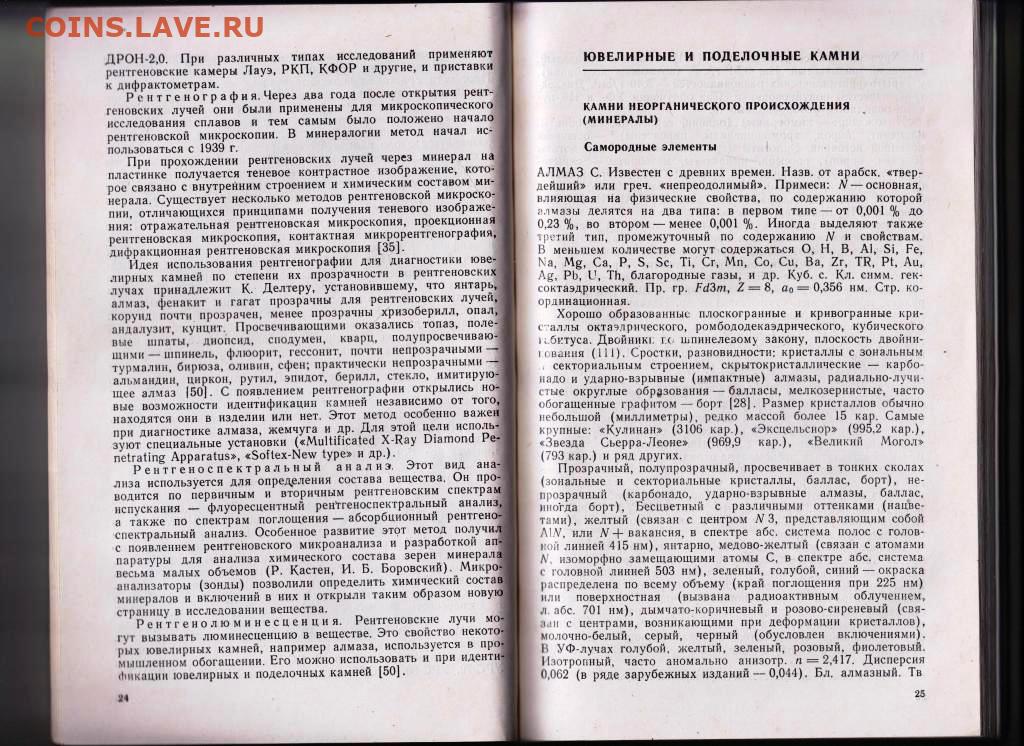 COINS.LAVE.RU
ДРОН-2,0. При различных типах исследований применяют
рентгеновские камеры Лауэ, РКП, КФОР и другие, и приставки
к дифрактометрам.
Рентгенография. Через два года после открытия рент-
геновских лучей они были применены для микроскопического
исследования сплавов и тем самым было положено начало
рентгеновской микроскопии. В минералогии метод начал ис-
пользоваться с 1939 г.
При прохождении рентгеновских лучей через минерал на
пластинке получается теневое контрастное изображение, кото-
рое связано с внутренним строением и химическим составом ми-
нерала. Существует несколько методов рентгеновской микроско-
пии, отличающихся принципами получения теневого изображе-
ния: отражательная рентгеновская микроскопия, проекционная
рентгеновская микроскопия, контактная микрорентгенография,
дифракционная рентгеновская микроскопия [35].
Идея использования рентгенографии для диагностики юве-
лирных камней по степени их прозрачности в рентгеновских
лучах принадлежит К. Делтеру, установившему, что янтарь,
алмаз, фенакит и гагат прозрачны для рентгеновских лучей,
корунд почти прозрачен, менее прозрачны хризоберилл, опал,
андалузит, кунцит. Просвечивающими оказались топаз, поле-
вые шпаты, диопсид, сподумен, кварц, полупросвечиваю-
щими — шпинель, флюорит, гессонит, почти непрозрачными —
турмалин, бирюза, оливин, сфен; практически непрозрачными —
альмандин, циркон, рутил, эпидот, берилл, стекло, имитирую-
щее алмаз [50]. С появлением рентгенографии открылись но-
вые возможности идентификации камней независимо от того,
находятся они в изделии или нет. Этот метод особенно важен
при диагностике алмаза, жемчуга и др. Для этой цели исполь-
зуют специальные установки («Multificated X-Ray Diamond Pe-
netrating Apparatus», «Softex-New type» и др.).
Рентгеноспектральный анализ. Этот вид ана-
лиза используется для определения состава вещества. Он про-
водится по первичным и вторичным рентгеновским спектрам
испускания — флуоресцентный рентгеноспектральный анализ,
а также по спектрам поглощения — абсорбционный рентгено-
спектральный анализ. Особенное развитие этот метод получил
с появлением рентгеновского микроанализа и разработкой ап-
паратуры для анализа химического состава зерен минерала
весьма малых объемов (Р. Кастен, И. Б. Боровский). Микро-
анализаторы (зонды) позволили определить химический состав
минералов и включений в них и открыли таким образом новую
страницу в исследовании вещества.
Рентгенолюминесценция. Рентгеновские лучи мо-
гут вызывать люминесценцию в веществе. Это свойство некото-
рых ювелирных камней, например алмаза, используется в про-
мышленном обогащении. Его можно использовать и при иденти-
фикации ювелирных и поделочных камней [50].
24
ЮВЕЛИРНЫЕ И ПОДЕЛОЧНЫЕ КАМНИ
КАМНИ НЕОРГАНИЧЕСКОГО ПРОИСХОЖДЕНИЯ
(МИНЕРАЛЫ)
Самородные элементы
АЛМАЗ С. Известен с древних времен. Назв. от арабск. «твер-
дейший» или греч. «непреодолимый». Примеси: N — основная,
влияющая на физические свойства, по содержанию которой
алмазы делятся на два типа: в первом типе — от 0,001 % до
0,23 %, во втором — менее 0,001 %. Иногда выделяют также
третий тип, промежуточный по содержанию N и свойствам.
В меньшем количестве могут содержаться O, H, B, Al, Si, Fe,
Na, Mg, Ca, P, S, Sc, Ti, Cr, Mn, Co, Cu, Ba, Zr, TR, Pt, Au,
Ag, Pb, U, Th, благородные газы, и др. Куб. с. Кл. симм. гек-
соктаэдрический. Пр. гр. Fd3m, Z = 8, a₀ = 0,356 нм. Стр. ко-
ординационная.
Хорошо образованные плоскогранные и кривогранные кри-
сталлы октаэдрического, ромбододекаэдрического, кубического
габитуса. Двойники по шпинелевому закону, плоскость двойни-
кования (111). Сростки, разновидности: кристаллы с зональным
и секториальным строением, скрытокристаллические — карбо-
надо и ударно-взрывные (импактные) алмазы, радиально-лучи-
стые округлые образования — балласы, мелкозернистые, часто
обогащенные графитом — борт [28]. Размер кристаллов обычно
небольшой (милиметры), редко массой более 15 кар. Самые
крупные: «Кулинан» (3106 кар.), «Эксцельсиор» (995,2 кар.),
«Звезда Сьерра-Леоне» (969,9 кар.), «Великий Могол»
(793 кар.) и ряд других.
Прозрачный, полупрозрачный, просвечивает в тонких сколах
(зональные и секториальные кристаллы, баллас, борт), не-
прозрачный (карбонадо, ударно-взрывные алмазы, баллас,
иногда борт), Бесцветный с различными оттенками (нацве-
тами), желтый (связан с центром N 3, представляющим собой
AlN, или N + вакансия, в спектре абс. система полос с голов-
ной линией 415 нм), янтарно, медово-желтый (связан с атомами
N, изоморфно замещающими атомы C, в спектре абс. система
с головной линией 503 нм), зеленый, голубой, синий — окраска
распределена по всему объему (край поглощения при 225 нм)
или поверхностная (вызвана радиоактивным облучением,
л. абс. 701 нм), дымчато-коричневый и розово-сиреневый (свя-
зан с центрами, возникающими при деформации кристаллов),
молочно-белый, серый, черный (обусловлен включениями).
В УФ-лучах голубой, желтый, зеленый, розовый, фиолетовый.
Изотропный, часто аномально анизотр. n = 2,417. Дисперсия
0,062 (в ряде зарубежных изданий — 0,044). Бл. алмазный. Тв
25